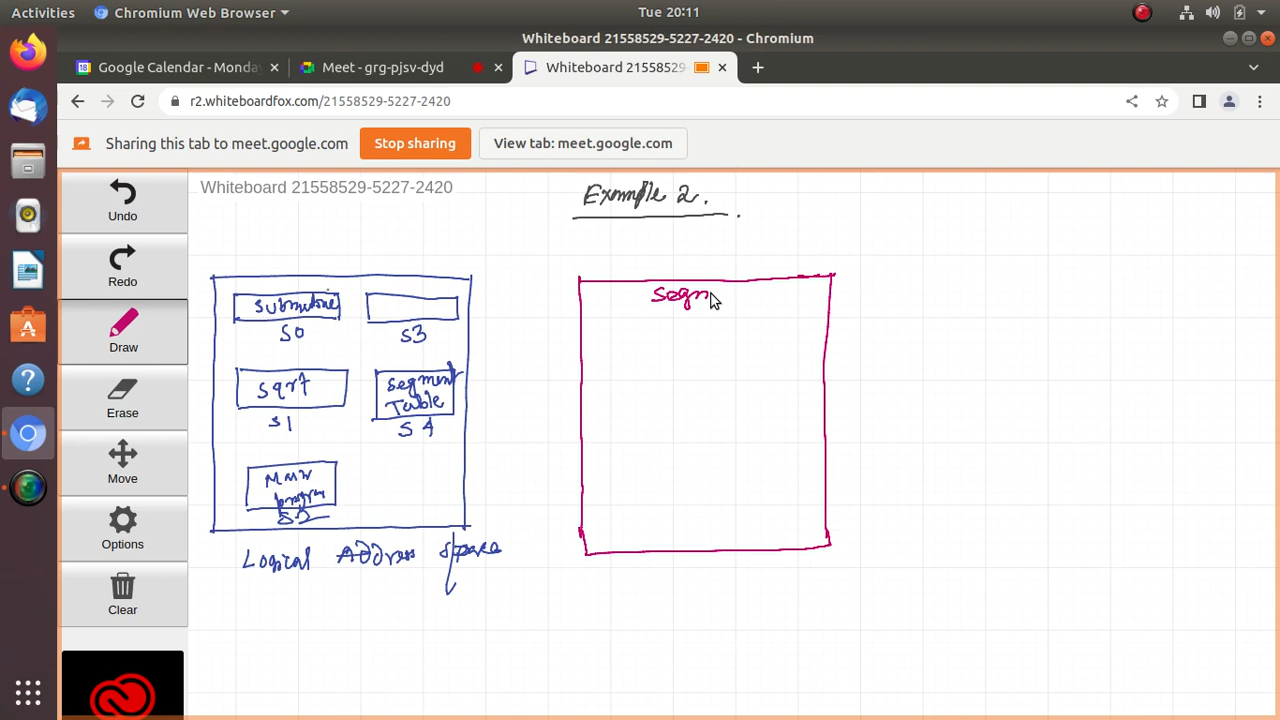 Activities
Chromium Web Browser
Tue 20:11
Whiteboard 21558529-5227-2420 - Chromium
Google Calendar - Monday
Meet - grg-pjsv-dyd
Whiteboard 21558529-
r2.whiteboardfox.com/21558529-5227-2420
Sharing this tab to meet.google.com
Stop sharing
View tab: meet.google.com
Undo
Redo
Draw
Erase
Move
Options
Clear
Whiteboard 21558529-5227-2420
Example 2.
Subroutine
S0
S3
Sqrt
S1
Segment
Table
S4
S2
Logical Address Space
Segm